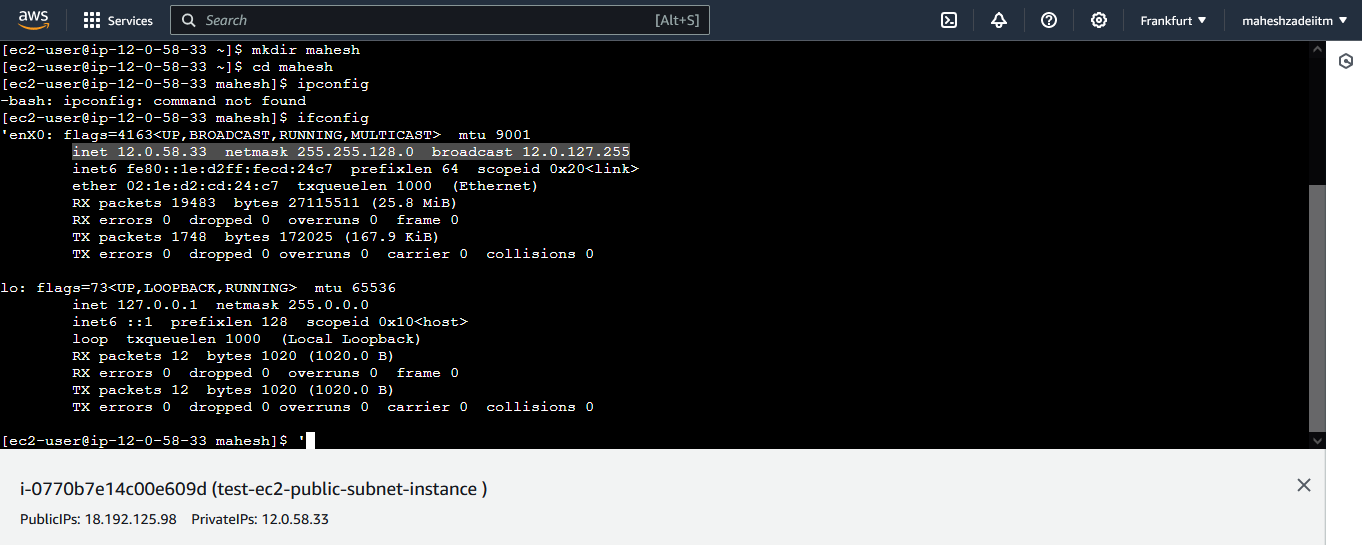 aws Services Search [Alt+S] Frankfurt maheshzadeiitm
[ec2-user@ip-12-0-58-33 ~]$ mkdir mahesh
[ec2-user@ip-12-0-58-33 ~]$ cd mahesh
[ec2-user@ip-12-0-58-33 mahesh]$ ipconfig
-bash: ipconfig: command not found
[ec2-user@ip-12-0-58-33 mahesh]$ ifconfig
'enX0: flags=4163<UP,BROADCAST,RUNNING,MULTICAST>  mtu 9001
        inet 12.0.58.33  netmask 255.255.128.0  broadcast 12.0.127.255
        inet6 fe80::1e:d2ff:fecd:24c7  prefixlen 64  scopeid 0x20<link>
        ether 02:1e:d2:cd:24:c7  txqueuelen 1000  (Ethernet)
        RX packets 19483  bytes 27115511 (25.8 MiB)
        RX errors 0  dropped 0  overruns 0  frame 0
        TX packets 1748  bytes 172025 (167.9 KiB)
        TX errors 0  dropped 0 overruns 0  carrier 0  collisions 0
lo: flags=73<UP,LOOPBACK,RUNNING>  mtu 65536
        inet 127.0.0.1  netmask 255.0.0.0
        inet6 ::1  prefixlen 128  scopeid 0x10<host>
        loop  txqueuelen 1000  (Local Loopback)
        RX packets 12  bytes 1020 (1020.0 B)
        RX errors 0  dropped 0  overruns 0  frame 0
        TX packets 12  bytes 1020 (1020.0 B)
        TX errors 0  dropped 0 overruns 0  carrier 0  collisions 0
[ec2-user@ip-12-0-58-33 mahesh]$ '
i-0770b7e14c00e609d (test-ec2-public-subnet-instance )
PublicIPs: 18.192.125.98 PrivateIPs: 12.0.58.33